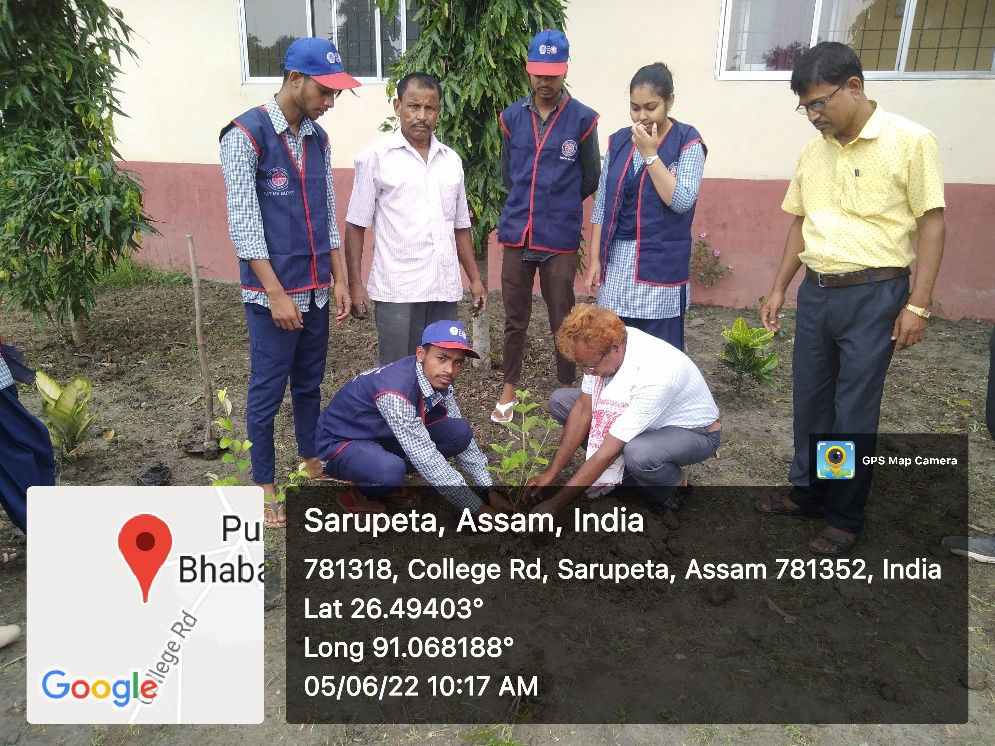 GPS Map Camera
Sarupeta, Assam, India
781318, College Rd, Sarupeta, Assam 781352, India
Lat 26.49403°
Long 91.068188°
05/06/22 10:17 AM
Pu
Bhaba
College Rd
Google